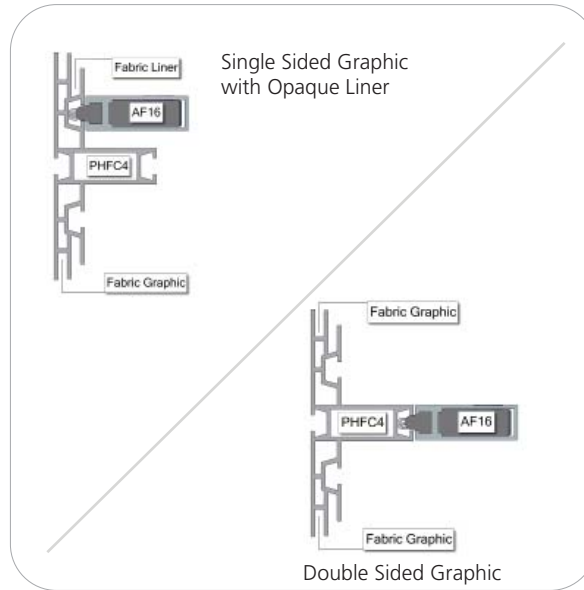 Fabric Liner
Single Sided Graphic
with Opaque Liner
AF16
PHFC4
Fabric Graphic
Fabric Graphic
PHFC4
AF16
Fabric Graphic
Double Sided Graphic